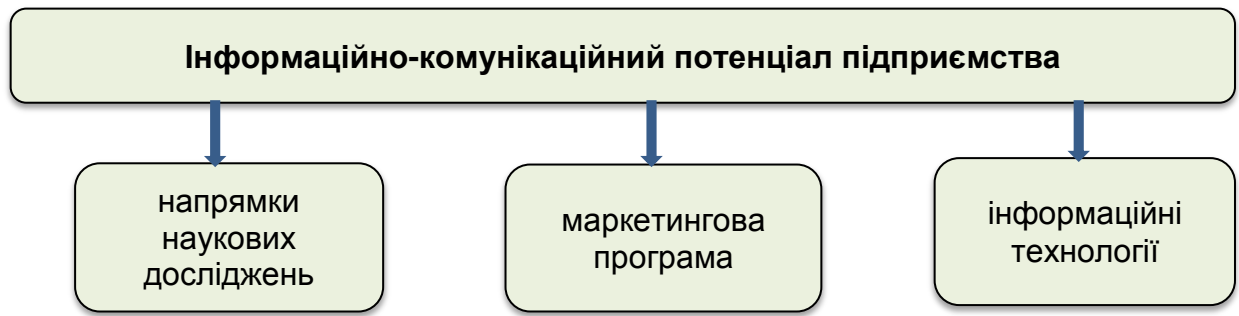 Інформаційно-комунікаційний потенціал підприємства
напрямки
наукових
досліджень
маркетингова
програма
інформаційні
технології